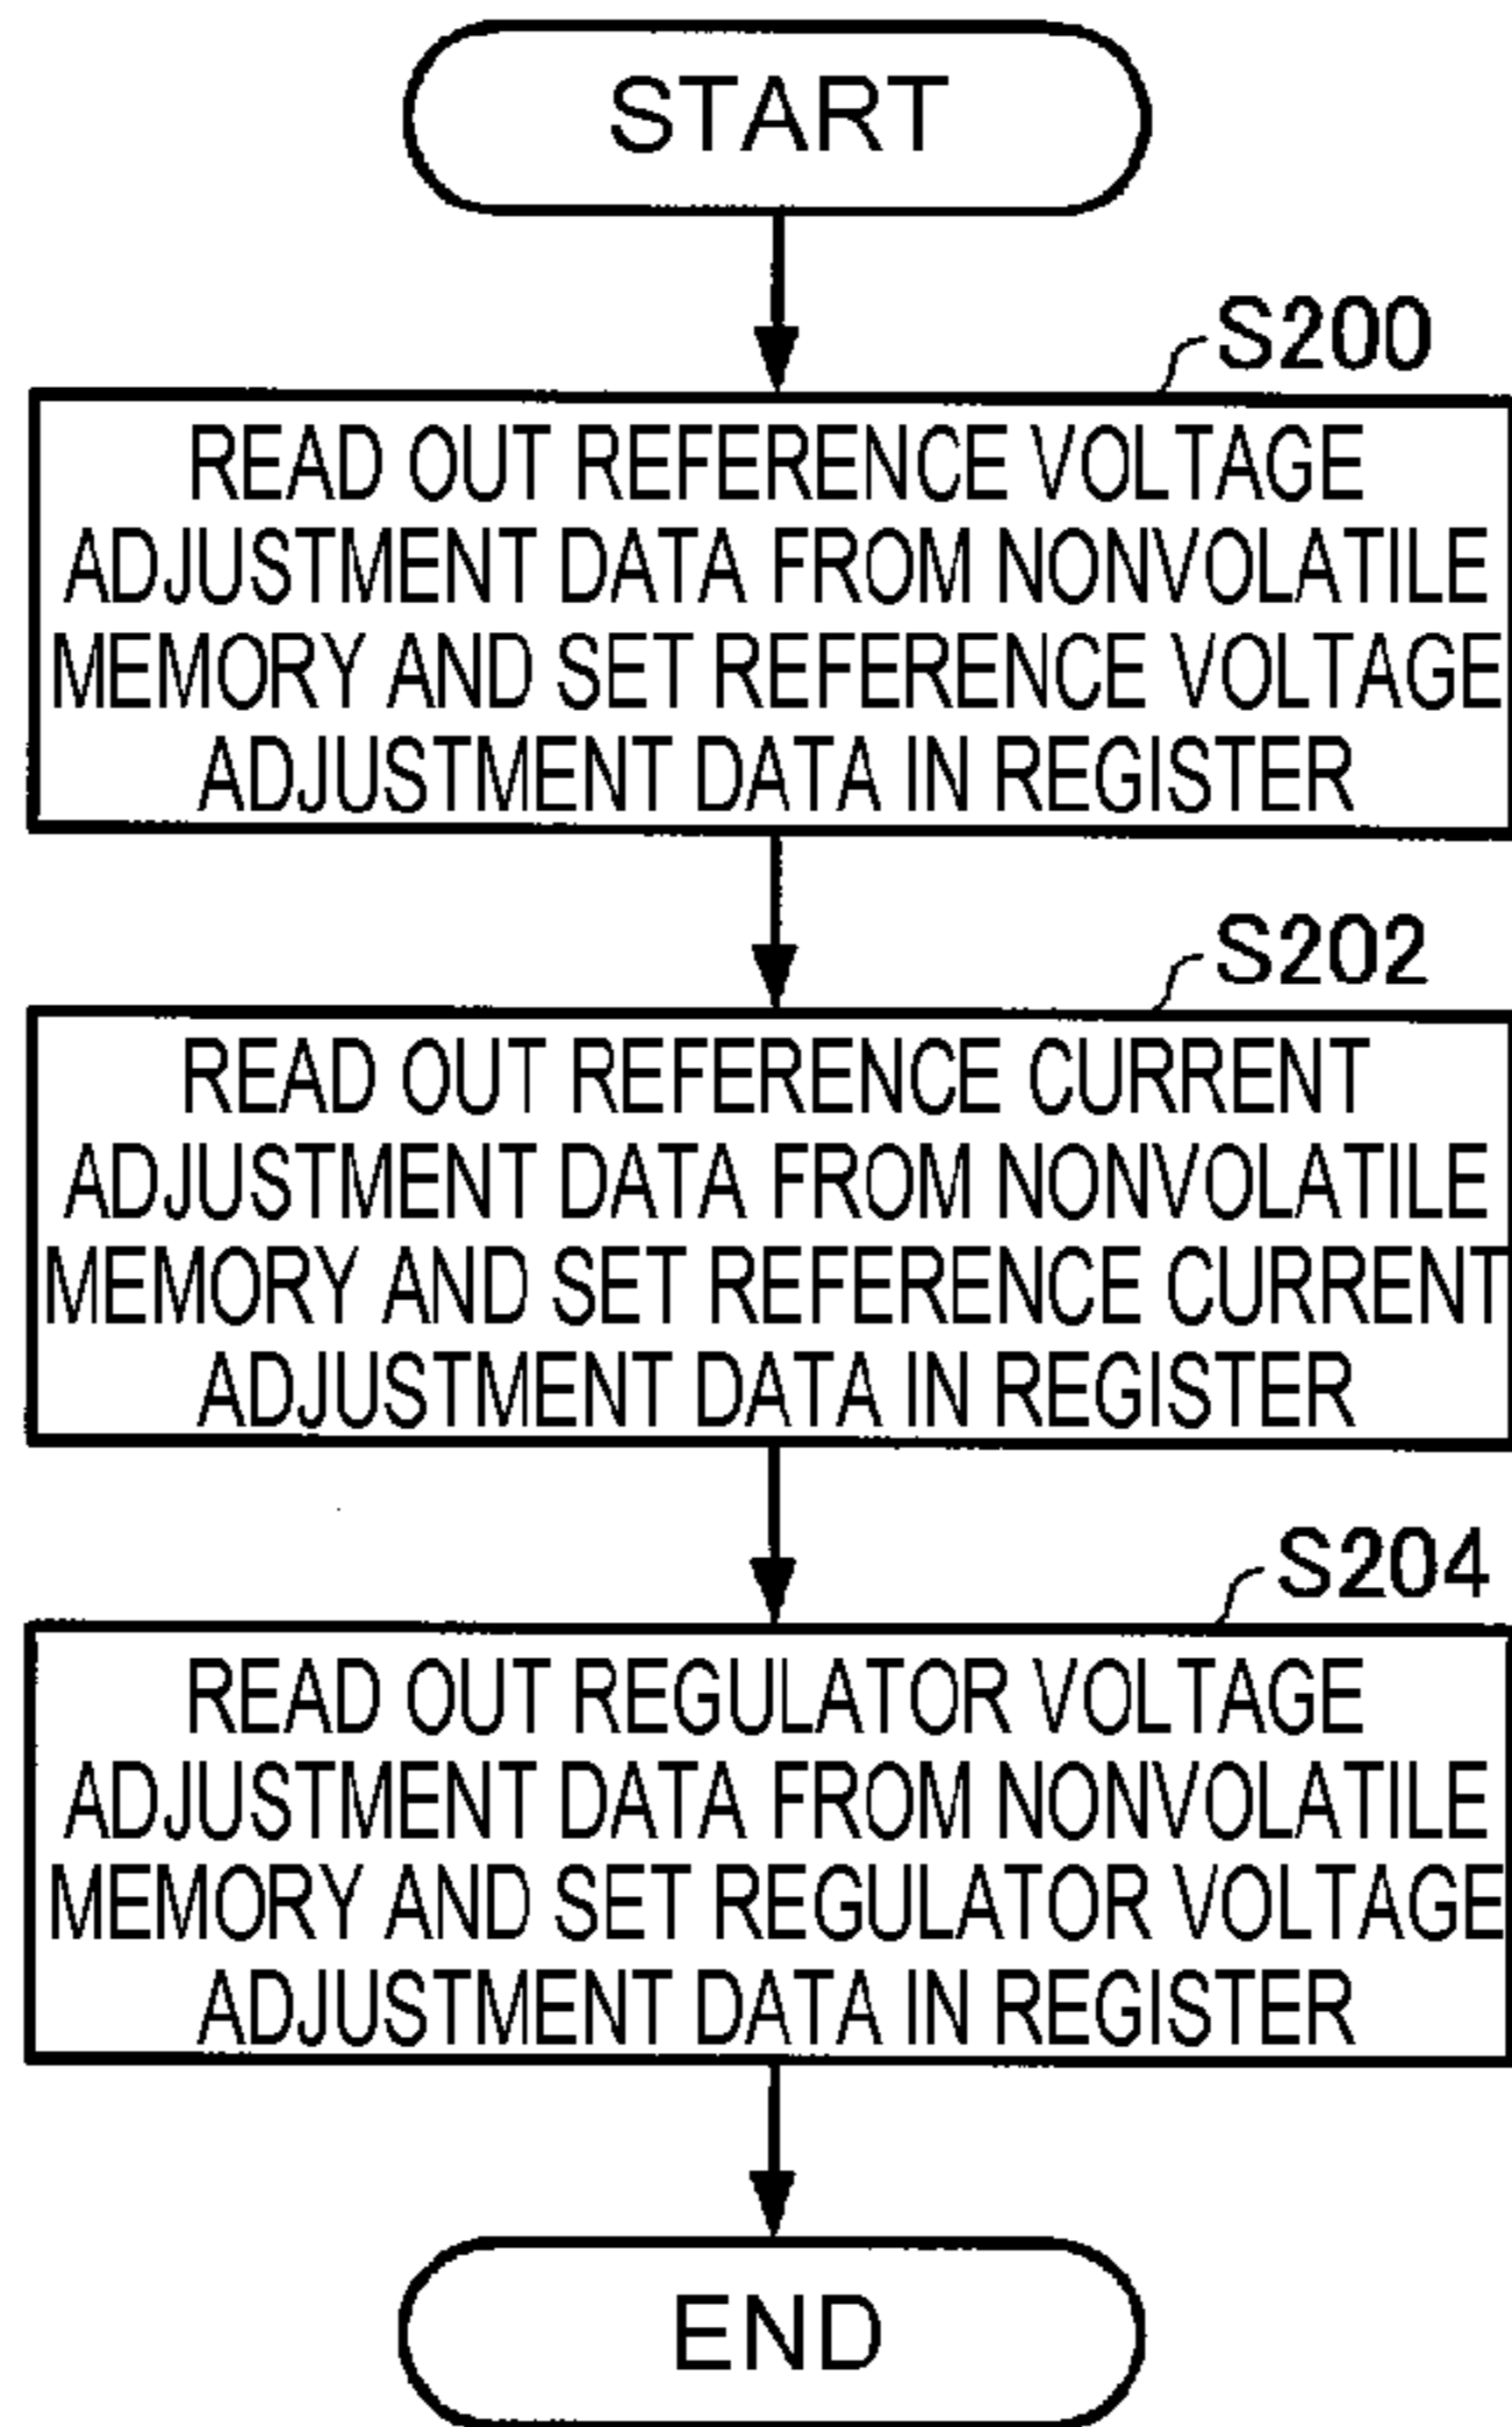 START
S200
READ OUT REFERENCE VOLTAGE
ADJUSTMENT DATA FROM NONVOLATILE
MEMORY AND SET REFERENCE VOLTAGE
ADJUSTMENT DATA IN REGISTER
S202
READ OUT REFERENCE CURRENT
ADJUSTMENT DATA FROM NONVOLATILE
MEMORY AND SET REFERENCE CURRENT
ADJUSTMENT DATA IN REGISTER
S204
READ OUT REGULATOR VOLTAGE
ADJUSTMENT DATA FROM NONVOLATILE
MEMORY AND SET REGULATOR VOLTAGE
ADJUSTMENT DATA IN REGISTER
END